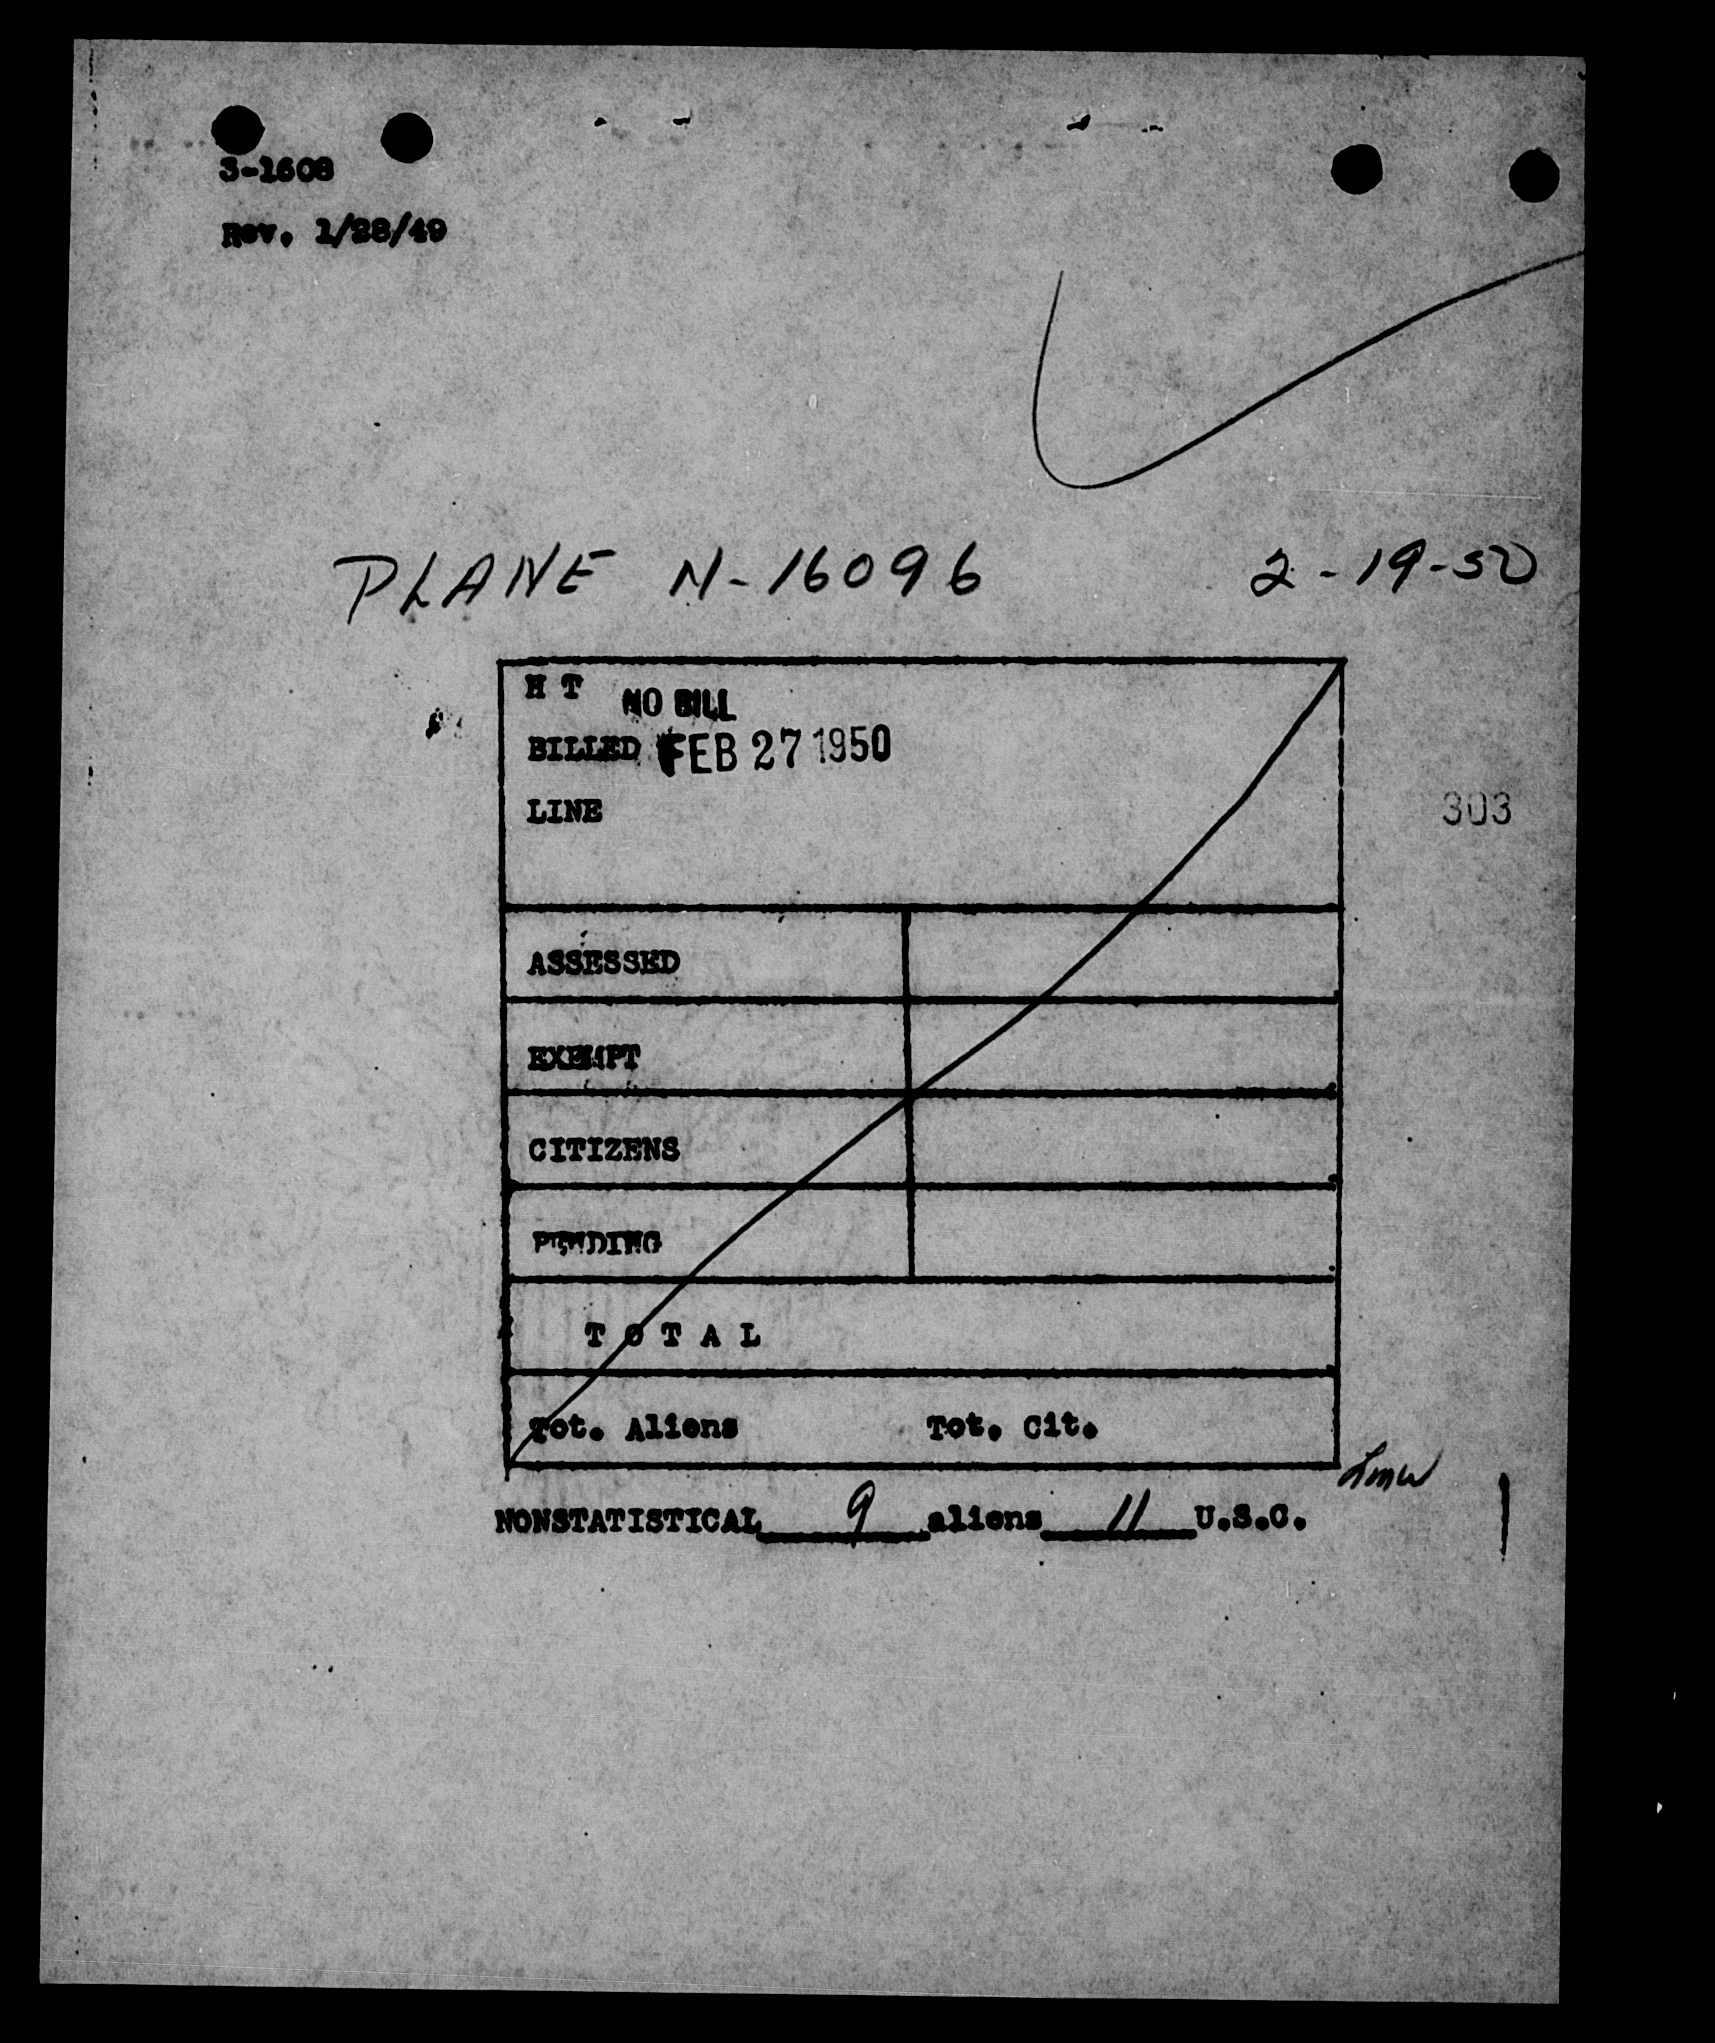 3-1608
Rev. 1/28/49
PLANE N-16096 2-19-50
H T NO BILL
BILLED FEB 27 1950
LINE
303
ASSESSED
EXEMPT
CITIZENS
PENDING
T O T A L
Tot. Aliens Tot. Cit.
Lmw
NONSTATISTICAL 9 aliens 11 U.S.C.